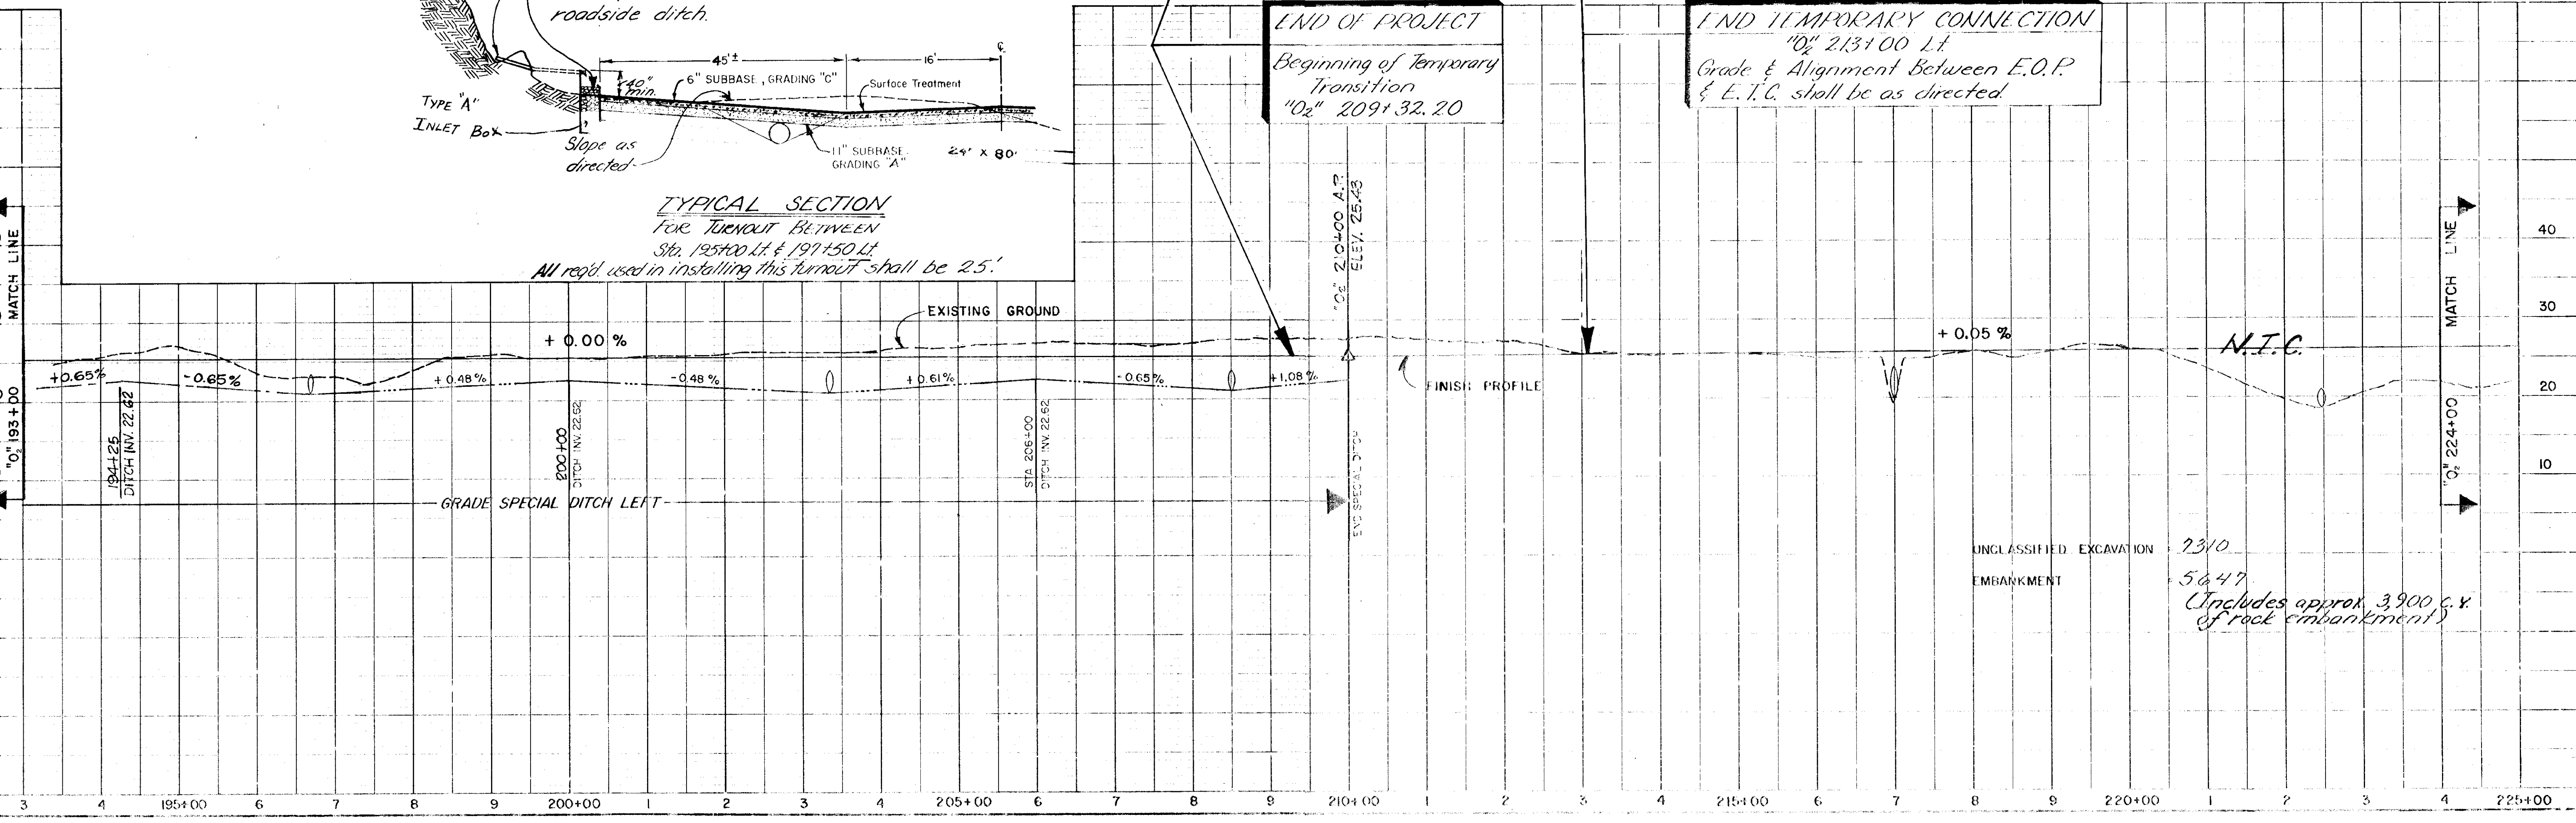 roadside ditch.
45'±
16'
℄
40"
min.
6" SUBBASE, GRADING "C"
Surface Treatment
TYPE "A"
INLET BOX
Slope as
directed
11" SUBBASE
GRADING "A"
24' X 80'
TYPICAL SECTION
FOR TURNOUT BETWEEN
Sta. 195+00 Lt. & 197+50 Lt.
All req'd. used in installing this turnout shall be 25'.
END OF PROJECT
Beginning of Temporary
Transition
"O₂" 209+32.20
END TEMPORARY CONNECTION
"O₂" 213+00 Lt.
Grade & Alignment Between E.O.P.
& E.T.C. shall be as directed
MATCH LINE
"O₂" 193+00
"O₂" 210+00 A.P.
ELEV. 25.43
MATCH LINE
"O₂" 224+00
40
30
20
10
EXISTING GROUND
+ 0.00 %
+ 0.05 %
N.I.C.
FINISH PROFILE
+0.65% -0.65% +0.48% -0.48% +0.61% -0.65% +1.08%
194+25
DITCH INV. 22.62
200+00
DITCH INV. 22.62
STA 206+00
DITCH INV. 22.62
END SPECIAL DITCH
GRADE SPECIAL DITCH LEFT
UNCLASSIFIED EXCAVATION 7310
EMBANKMENT 5647
(Includes approx. 3,900 c.y.
of rock embankment)
3 4 195+00 6 7 8 9 200+00 1 2 3 4 205+00 6 7 8 9 210+00 1 2 3 4 215+00 6 7 8 9 220+00 1 2 3 4 225+00